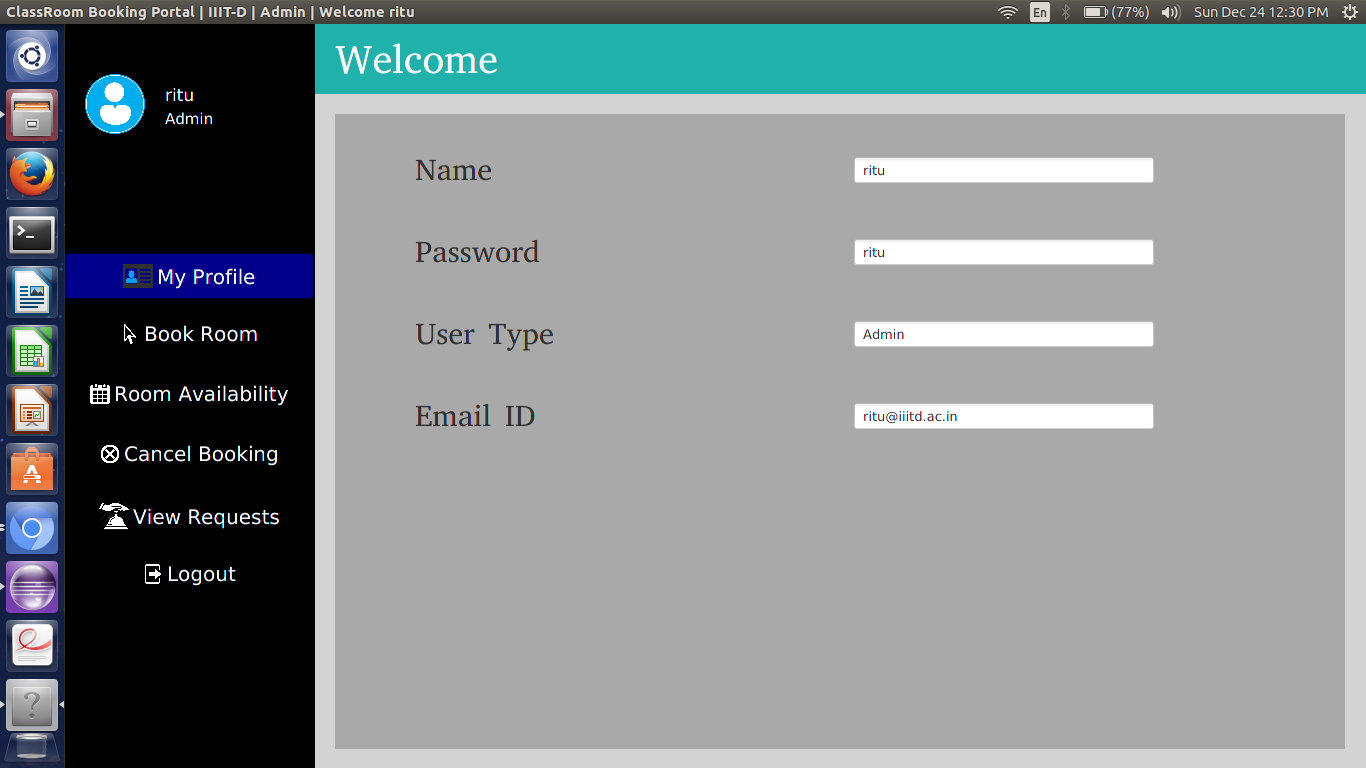 ClassRoom Booking Portal | IIIT-D | Admin | Welcome ritu
En
(77%)
Sun Dec 24 12:30 PM
ritu
Admin
My Profile
Book Room
Room Availability
Cancel Booking
View Requests
Logout
Welcome
Name
ritu
Password
ritu
User Type
Admin
Email ID
ritu@iiitd.ac.in